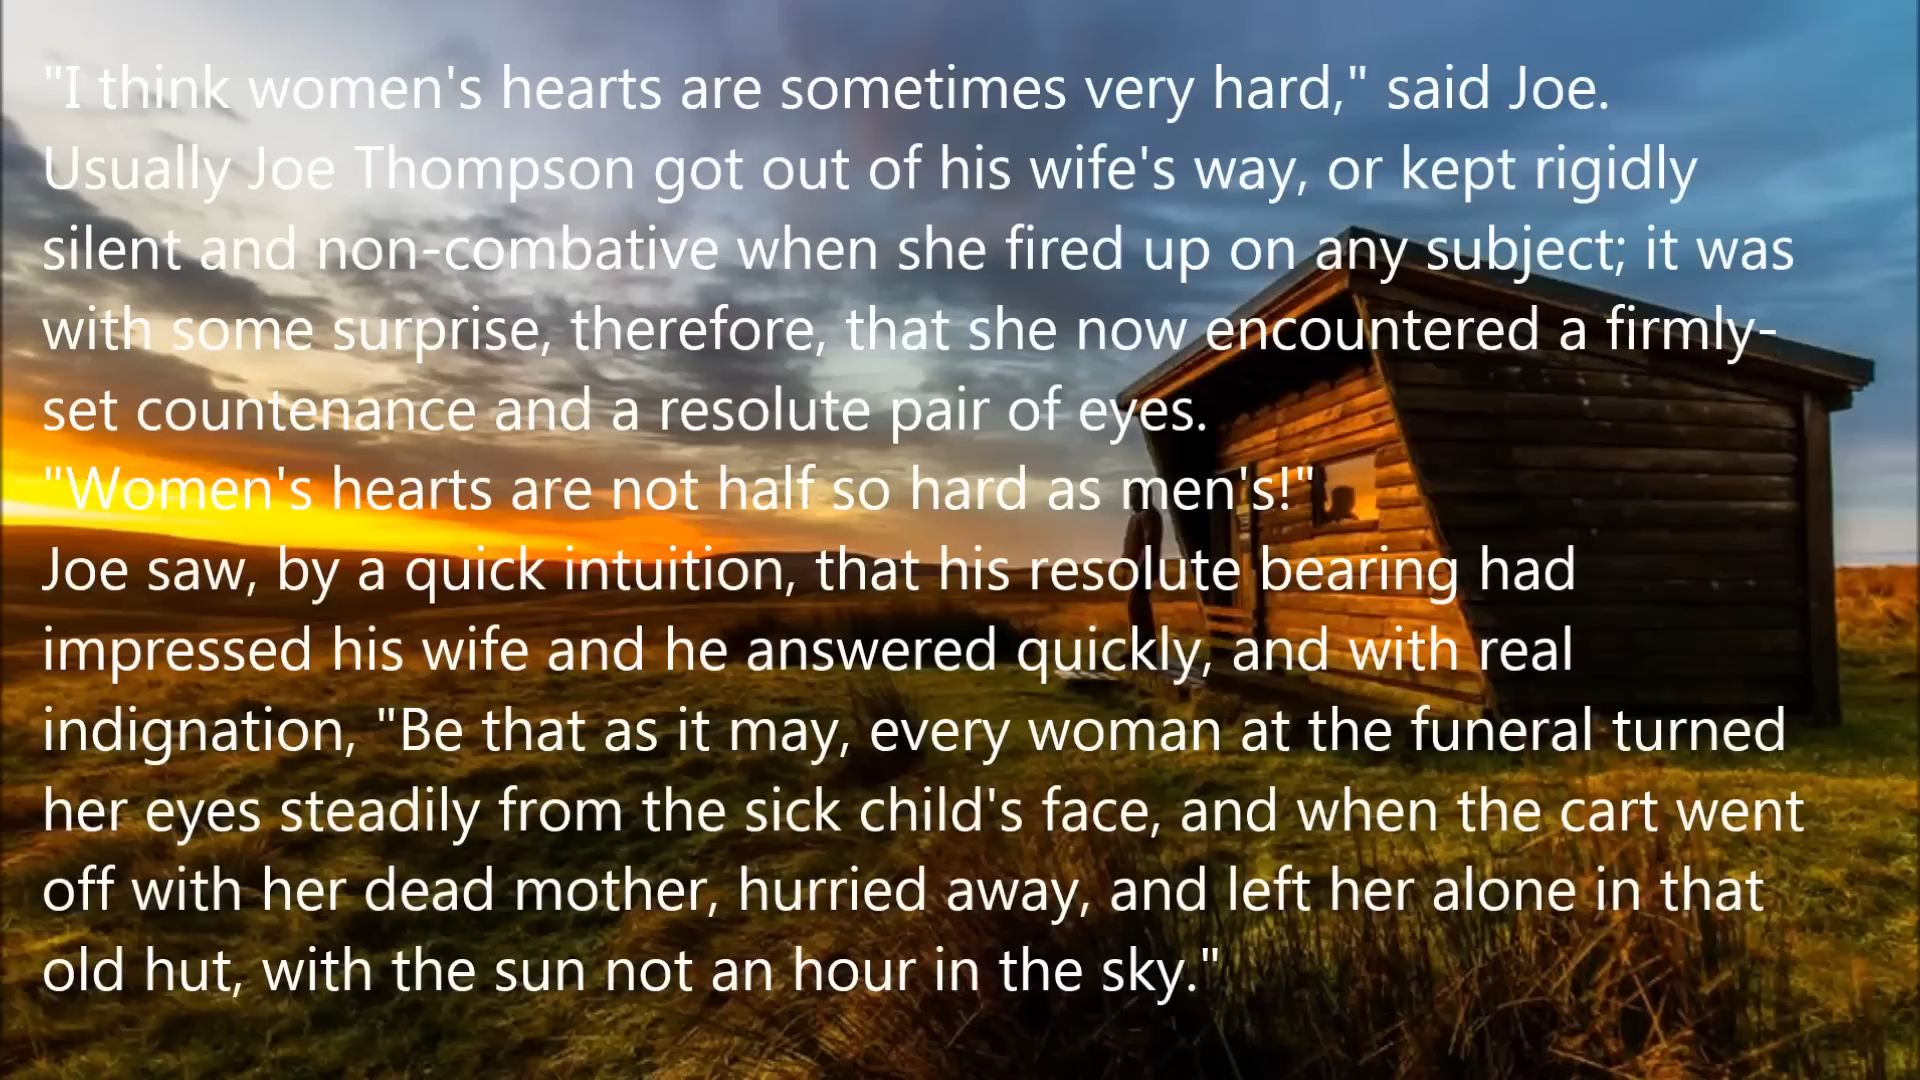 "I think women's hearts are sometimes very hard," said Joe.
Usually Joe Thompson got out of his wife's way, or kept rigidly
silent and non-combative when she fired up on any subject; it was
with some surprise, therefore, that she now encountered a firmly-
set countenance and a resolute pair of eyes.
"Women's hearts are not half so hard as men's!"
Joe saw, by a quick intuition, that his resolute bearing had
impressed his wife and he answered quickly, and with real
indignation, "Be that as it may, every woman at the funeral turned
her eyes steadily from the sick child's face, and when the cart went
off with her dead mother, hurried away, and left her alone in that
old hut, with the sun not an hour in the sky."